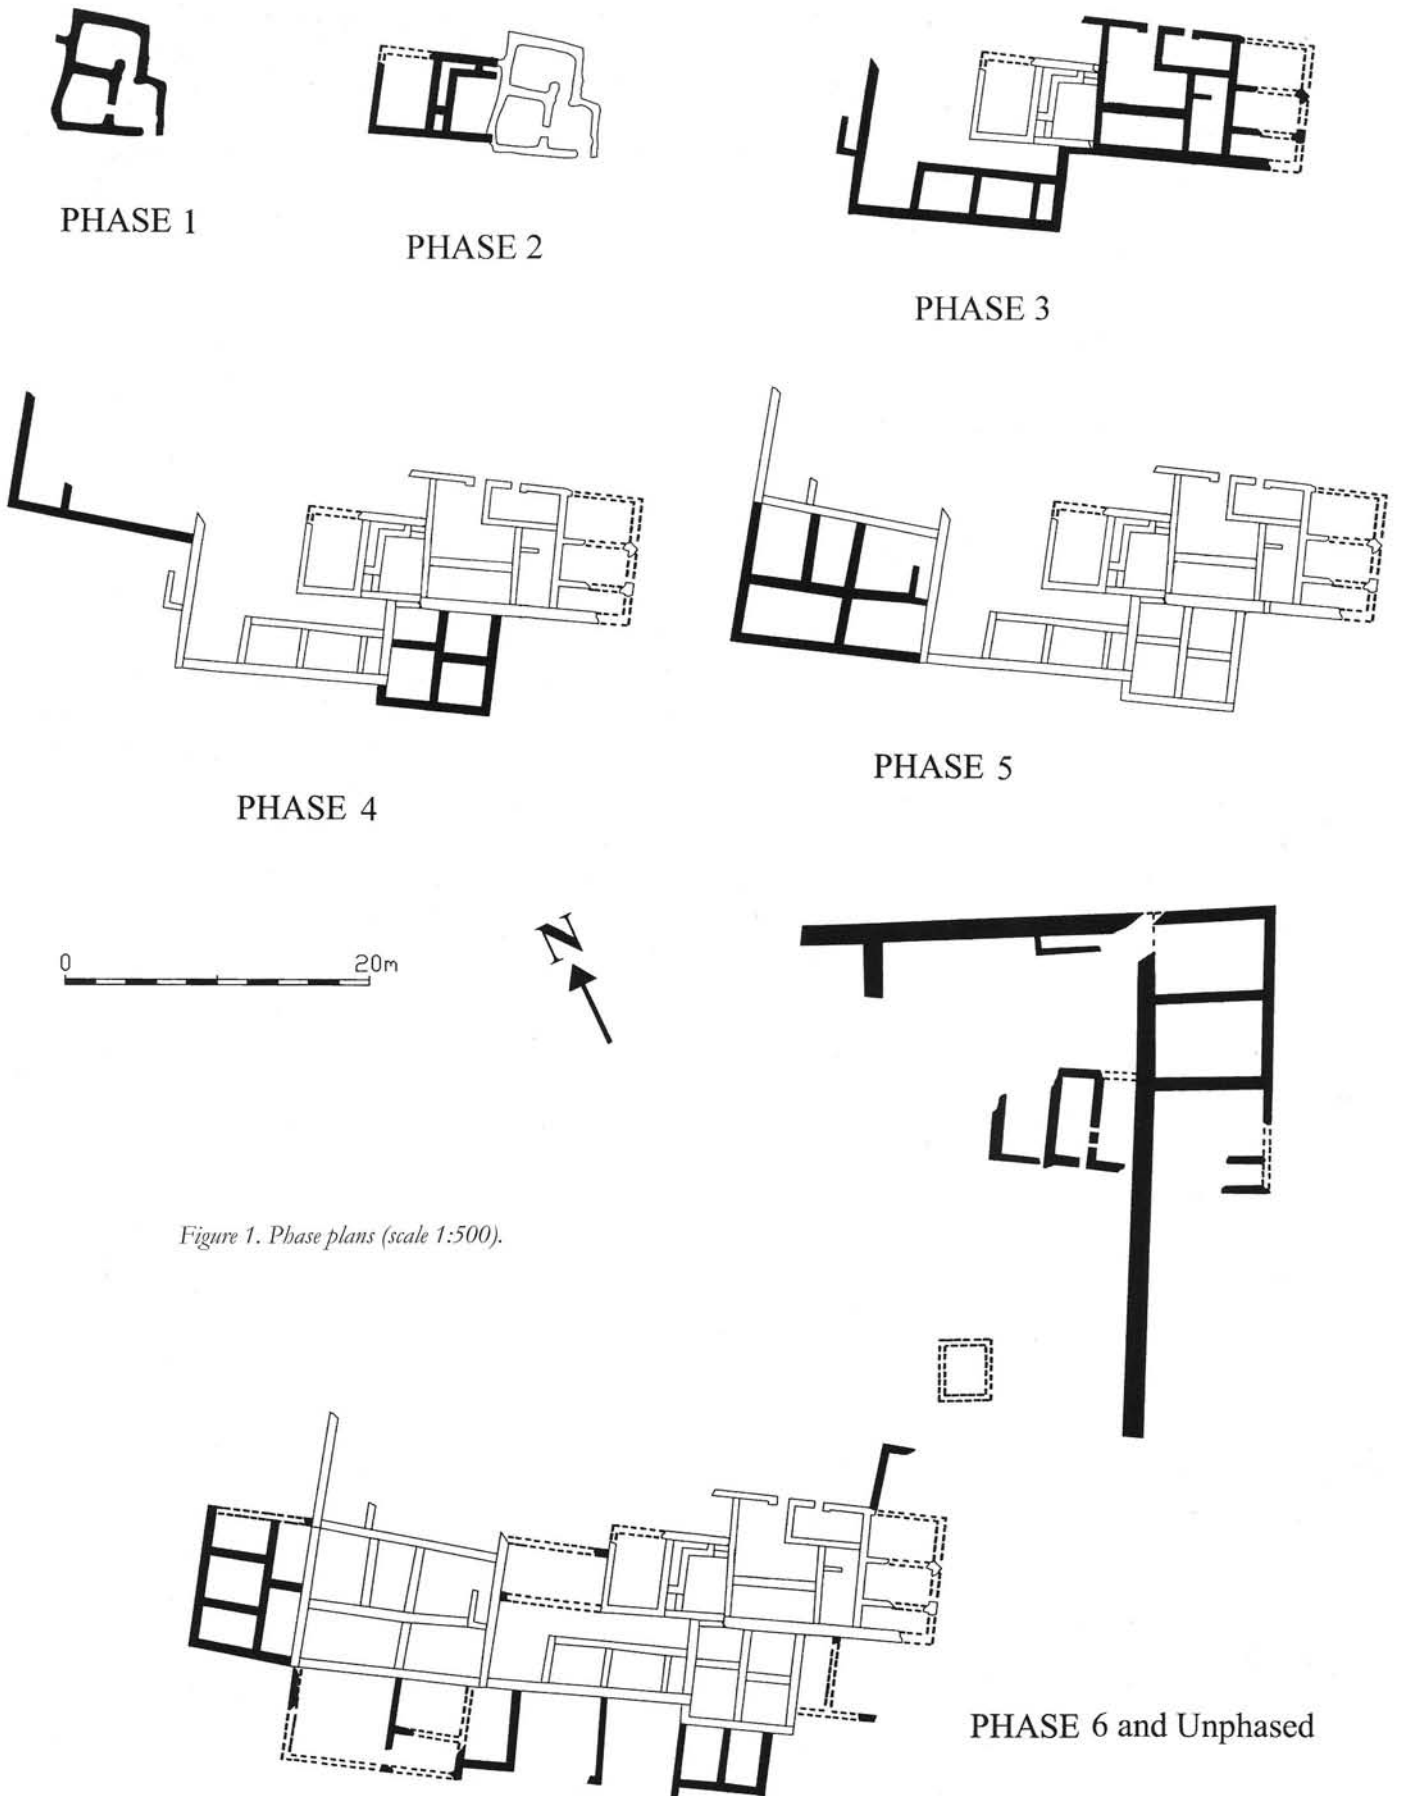 PHASE 1
PHASE 2
PHASE 3
PHASE 4
PHASE 5
0 20m
N
Figure 1. Phase plans (scale 1:500).
PHASE 6 and Unphased